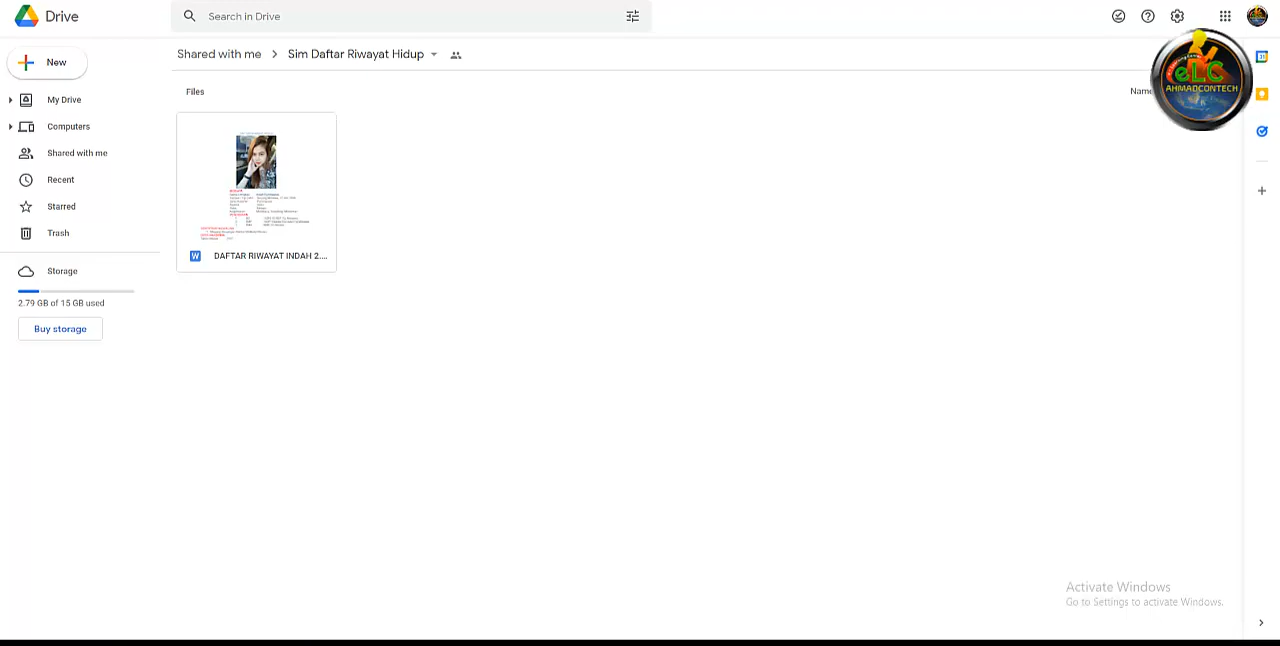 Drive
Search in Drive
Shared with me > Sim Daftar Riwayat Hidup
New
My Drive
Computers
Shared with me
Recent
Starred
Trash
Storage
2.79 GB of 15 GB used
Buy storage
Files
Name
eLC
AHMADCONTECH
31
W DAFTAR RIWAYAT INDAH 2....
Activate Windows
Go to Settings to activate Windows.